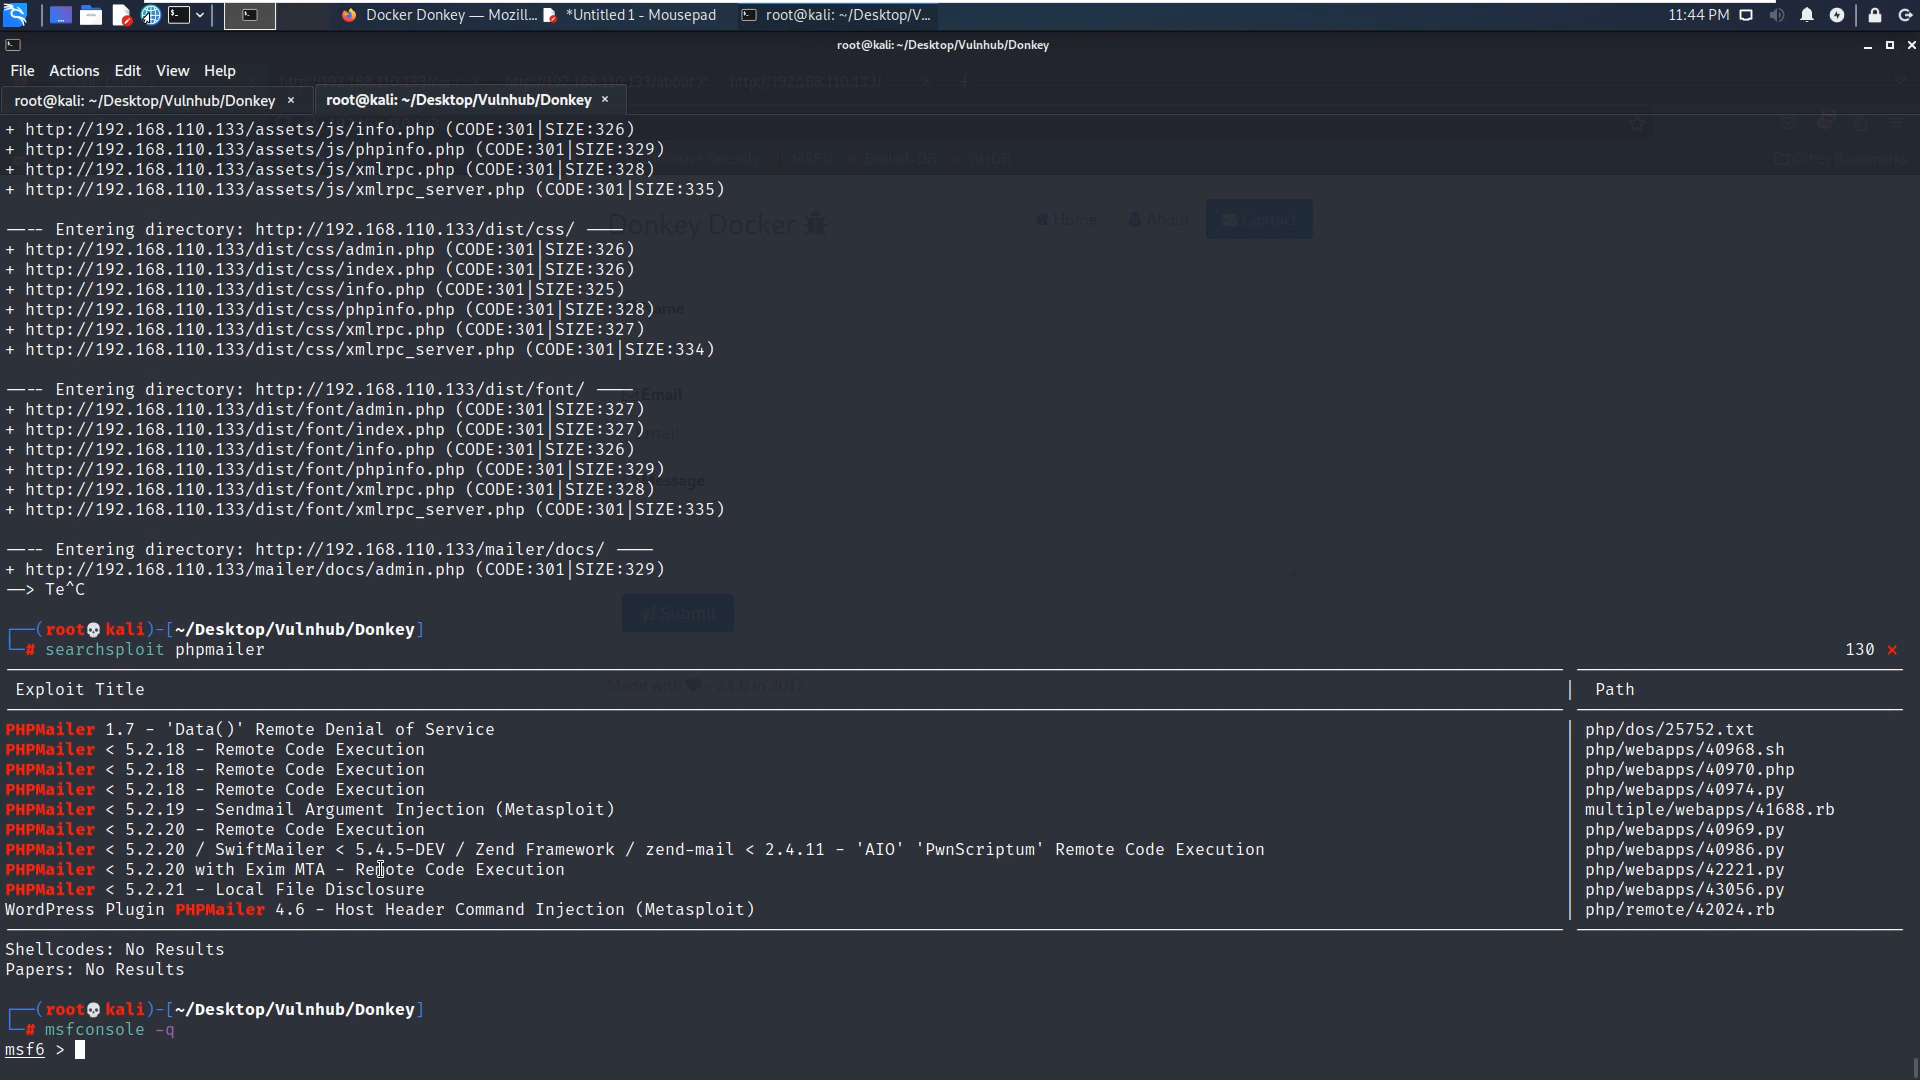 Docker Donkey — Mozill...
*Untitled 1 - Mousepad
root@kali: ~/Desktop/V...
11:44 PM
root@kali: ~/Desktop/Vulnhub/Donkey
File Actions Edit View Help
root@kali: ~/Desktop/Vulnhub/Donkey ×
root@kali: ~/Desktop/Vulnhub/Donkey ×
+ http://192.168.110.133/assets/js/info.php (CODE:301|SIZE:326)
+ http://192.168.110.133/assets/js/phpinfo.php (CODE:301|SIZE:329)
+ http://192.168.110.133/assets/js/xmlrpc.php (CODE:301|SIZE:328)
+ http://192.168.110.133/assets/js/xmlrpc_server.php (CODE:301|SIZE:335)
---- Entering directory: http://192.168.110.133/dist/css/ ----
+ http://192.168.110.133/dist/css/admin.php (CODE:301|SIZE:326)
+ http://192.168.110.133/dist/css/index.php (CODE:301|SIZE:326)
+ http://192.168.110.133/dist/css/info.php (CODE:301|SIZE:325)
+ http://192.168.110.133/dist/css/phpinfo.php (CODE:301|SIZE:328)
+ http://192.168.110.133/dist/css/xmlrpc.php (CODE:301|SIZE:327)
+ http://192.168.110.133/dist/css/xmlrpc_server.php (CODE:301|SIZE:334)
---- Entering directory: http://192.168.110.133/dist/font/ ----
+ http://192.168.110.133/dist/font/admin.php (CODE:301|SIZE:327)
+ http://192.168.110.133/dist/font/index.php (CODE:301|SIZE:327)
+ http://192.168.110.133/dist/font/info.php (CODE:301|SIZE:326)
+ http://192.168.110.133/dist/font/phpinfo.php (CODE:301|SIZE:329)
+ http://192.168.110.133/dist/font/xmlrpc.php (CODE:301|SIZE:328)
+ http://192.168.110.133/dist/font/xmlrpc_server.php (CODE:301|SIZE:335)
---- Entering directory: http://192.168.110.133/mailer/docs/ ----
+ http://192.168.110.133/mailer/docs/admin.php (CODE:301|SIZE:329)
--> Te^C
┌──(root💀kali)-[~/Desktop/Vulnhub/Donkey]
└─# searchsploit phpmailer 130 ⨯
Exploit Title | Path
PHPMailer 1.7 - 'Data()' Remote Denial of Service | php/dos/25752.txt
PHPMailer < 5.2.18 - Remote Code Execution | php/webapps/40968.sh
PHPMailer < 5.2.18 - Remote Code Execution | php/webapps/40970.php
PHPMailer < 5.2.18 - Remote Code Execution | php/webapps/40974.py
PHPMailer < 5.2.19 - Sendmail Argument Injection (Metasploit) | multiple/webapps/41688.rb
PHPMailer < 5.2.20 - Remote Code Execution | php/webapps/40969.py
PHPMailer < 5.2.20 / SwiftMailer < 5.4.5-DEV / Zend Framework / zend-mail < 2.4.11 - 'AIO' 'PwnScriptum' Remote Code Execution | php/webapps/40986.py
PHPMailer < 5.2.20 with Exim MTA - Remote Code Execution | php/webapps/42221.py
PHPMailer < 5.2.21 - Local File Disclosure | php/webapps/43056.py
WordPress Plugin PHPMailer 4.6 - Host Header Command Injection (Metasploit) | php/remote/42024.rb
Shellcodes: No Results
Papers: No Results
┌──(root💀kali)-[~/Desktop/Vulnhub/Donkey]
└─# msfconsole -q
msf6 >
Donkey Docker
Home
About
Contact
Email
Submit
Made with ❤ - v.1.0 in 2017
Exploit-DB
GHDB
Other Bookmarks